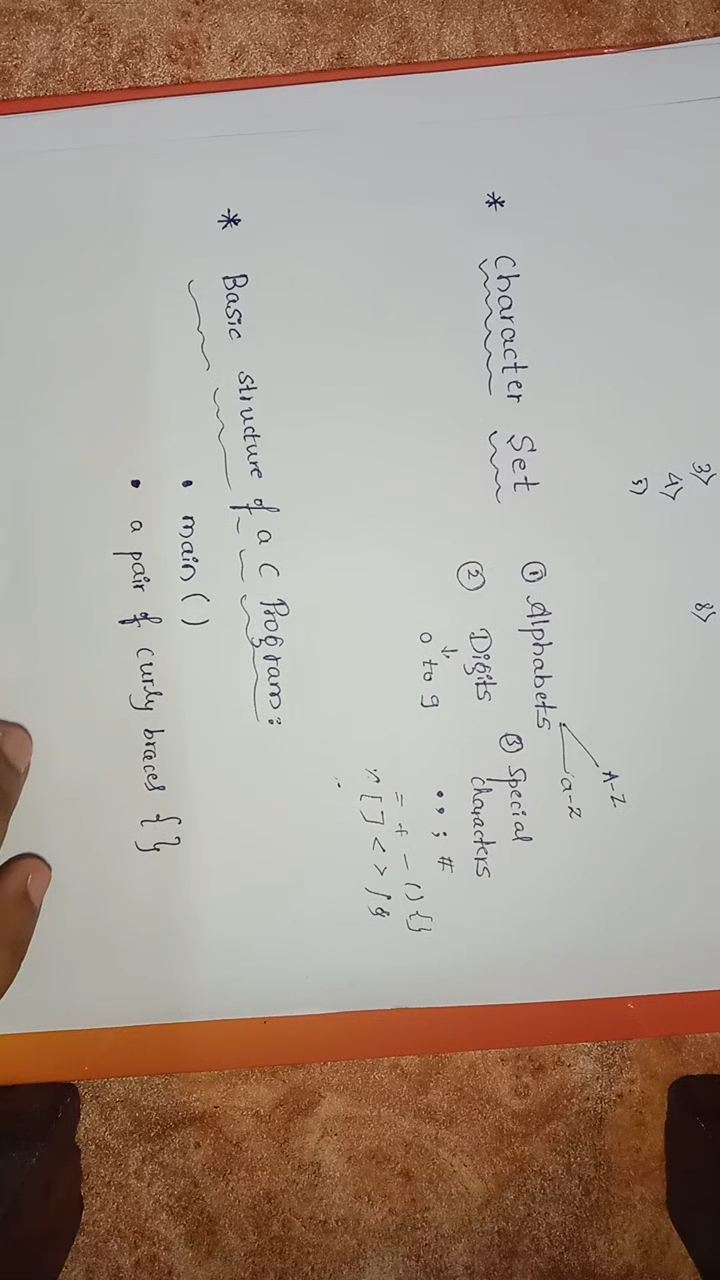 3)
4)
5)
8)
* Character Set
① Alphabets
A-Z
a-z
② Digits
0 to 9
③ Special
characters
• , ; #
= + - () { }
% [ ] < > / &
* Basic structure of a C Program:
• main ( )
• a pair of curly braces { }